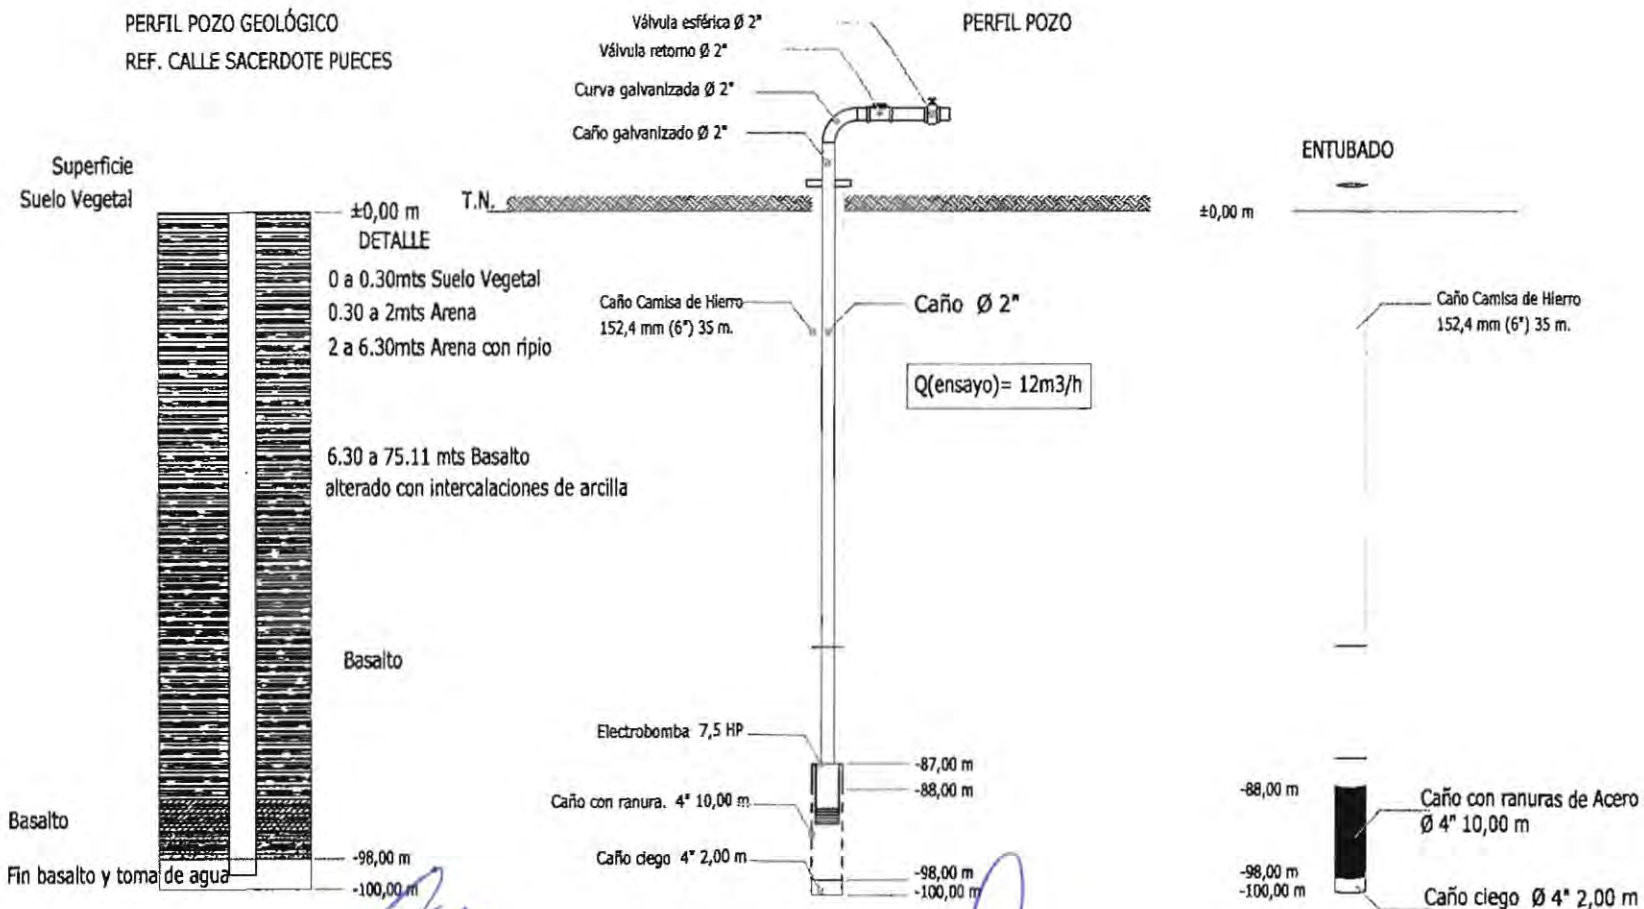 PERFIL POZO GEOLÓGICO
REF. CALLE SACERDOTE PUECES
Superficie
Suelo Vegetal
±0,00 m
DETALLE
0 a 0.30mts Suelo Vegetal
0.30 a 2mts Arena
2 a 6.30mts Arena con ripio
6.30 a 75.11 mts Basalto
alterado con intercalaciones de arcilla
Basalto
Basalto
-98,00 m
Fin basalto y toma de agua
-100,00 m
PERFIL POZO
Válvula esférica Ø 2"
Válvula retorno Ø 2"
Curva galvanizada Ø 2"
Caño galvanizado Ø 2"
T.N.
Caño Camisa de Hierro
152,4 mm (6") 35 m.
Caño Ø 2"
Q(ensayo)= 12m3/h
Electrobomba 7,5 HP
-87,00 m
-88,00 m
Caño con ranura. 4" 10,00 m
Caño ciego 4" 2,00 m
-98,00 m
-100,00 m
ENTUBADO
±0,00 m
Caño Camisa de Hierro
152,4 mm (6") 35 m.
-88,00 m
Caño con ranuras de Acero
Ø 4" 10,00 m
-98,00 m
-100,00 m
Caño ciego Ø 4" 2,00 m